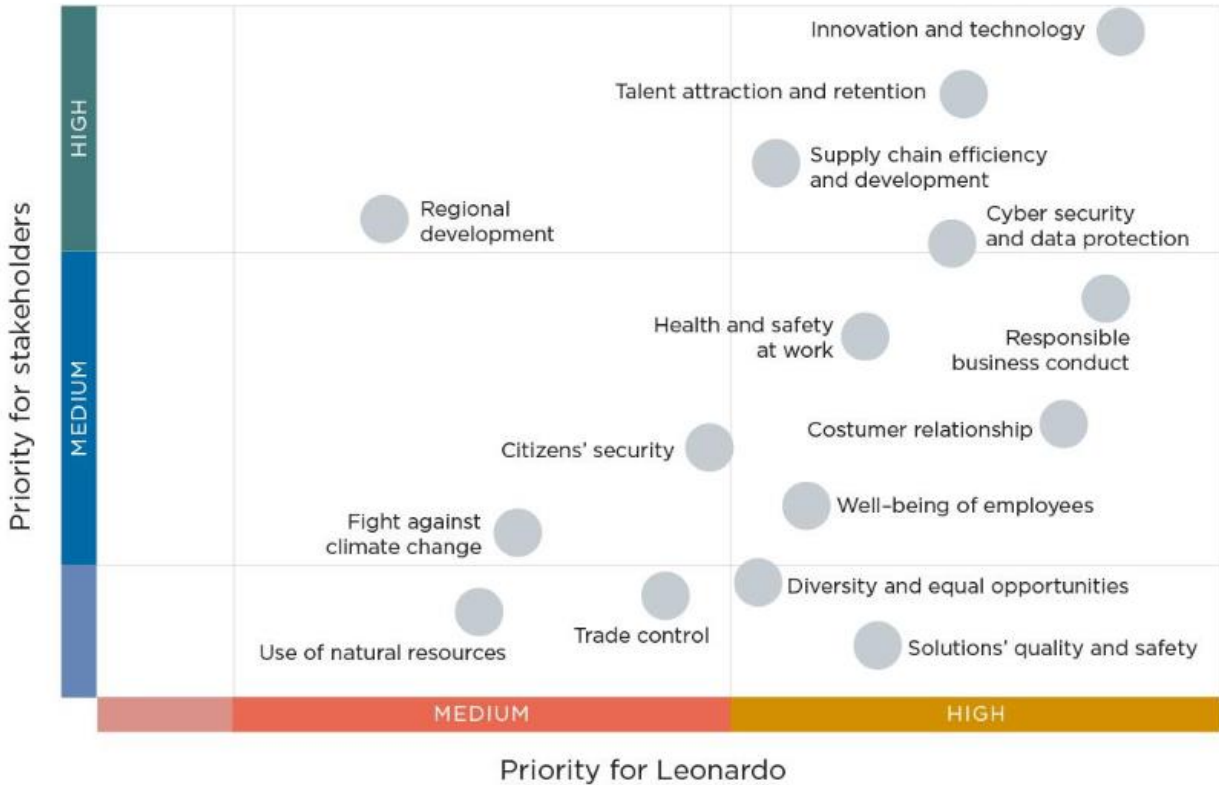 Innovation and technology
Talent attraction and retention
Supply chain efficiency
and development
Regional
development
Cyber security
and data protection
Health and safety
at work
Responsible
business conduct
Costumer relationship
Citizens’ security
Well–being of employees
Fight against
climate change
Diversity and equal opportunities
Trade control
Use of natural resources
Solutions’ quality and safety
HIGH
MEDIUM
Priority for stakeholders
MEDIUM
HIGH
Priority for Leonardo